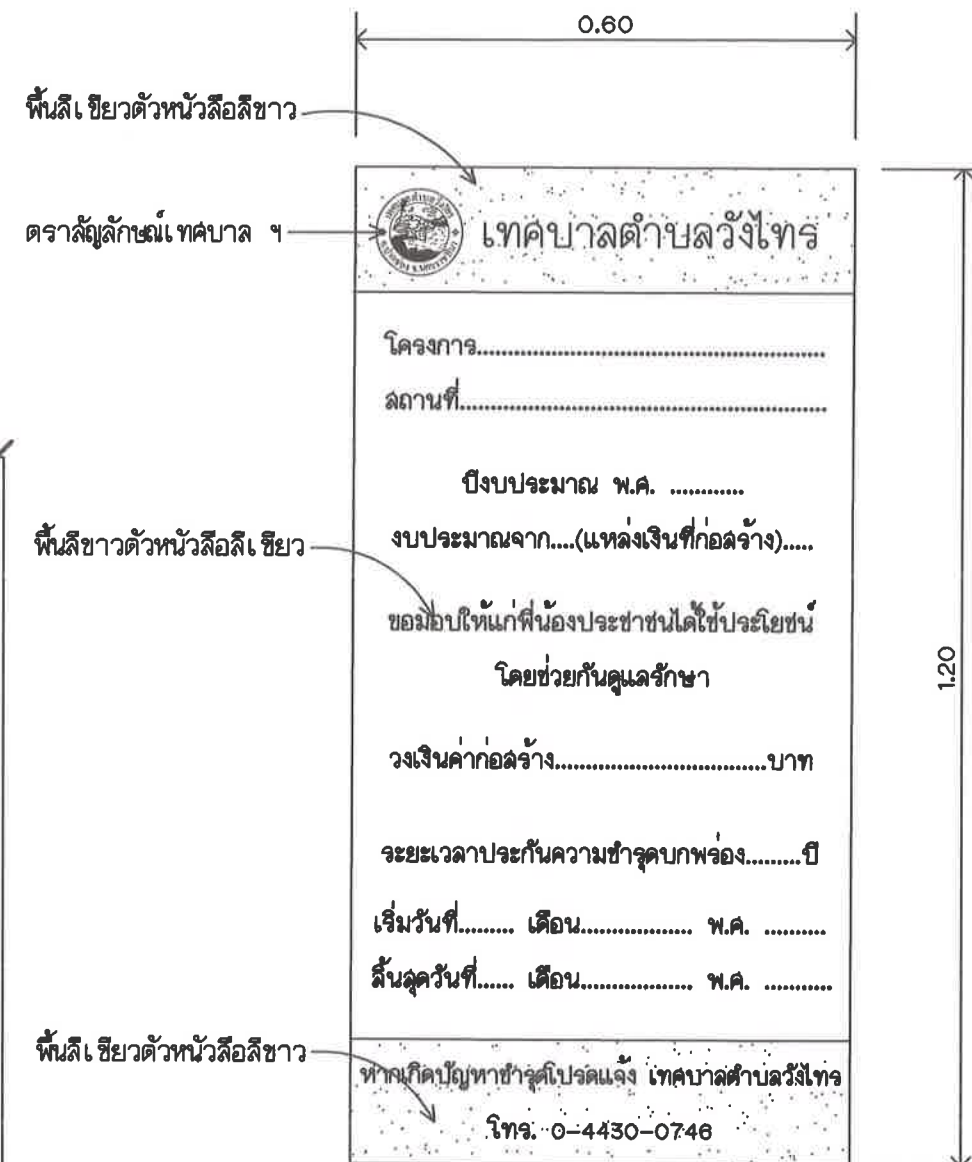 0.60
พื้นสีเขียวตัวหนังสือสีขาว
ตราสัญลักษณ์เทศบาล ฯ
เทศบาลตำบลวังไทร
โครงการ....................................................
สถานที่.......................................................
ปีงบประมาณ พ.ศ. ............
พื้นสีขาวตัวหนังสือสีเขียว
งบประมาณจาก....(แหล่งเงินที่ก่อสร้าง).....
ขอมอบให้แก่พี่น้องประชาชนได้ใช้ประโยชน์
โดยช่วยกันดูแลรักษา
1.20
วงเงินค่าก่อสร้าง..................................บาท
ระยะเวลาประกันความชำรุดบกพร่อง.........ปี
เริ่มวันที่......... เดือน.................. พ.ศ. ..........
สิ้นสุดวันที่...... เดือน.................. พ.ศ. ...........
พื้นสีเขียวตัวหนังสือสีขาว
หากเกิดปัญหาชำรุดโปรดแจ้ง เทศบาลตำบลวังไทร
โทร. 0-4430-0746